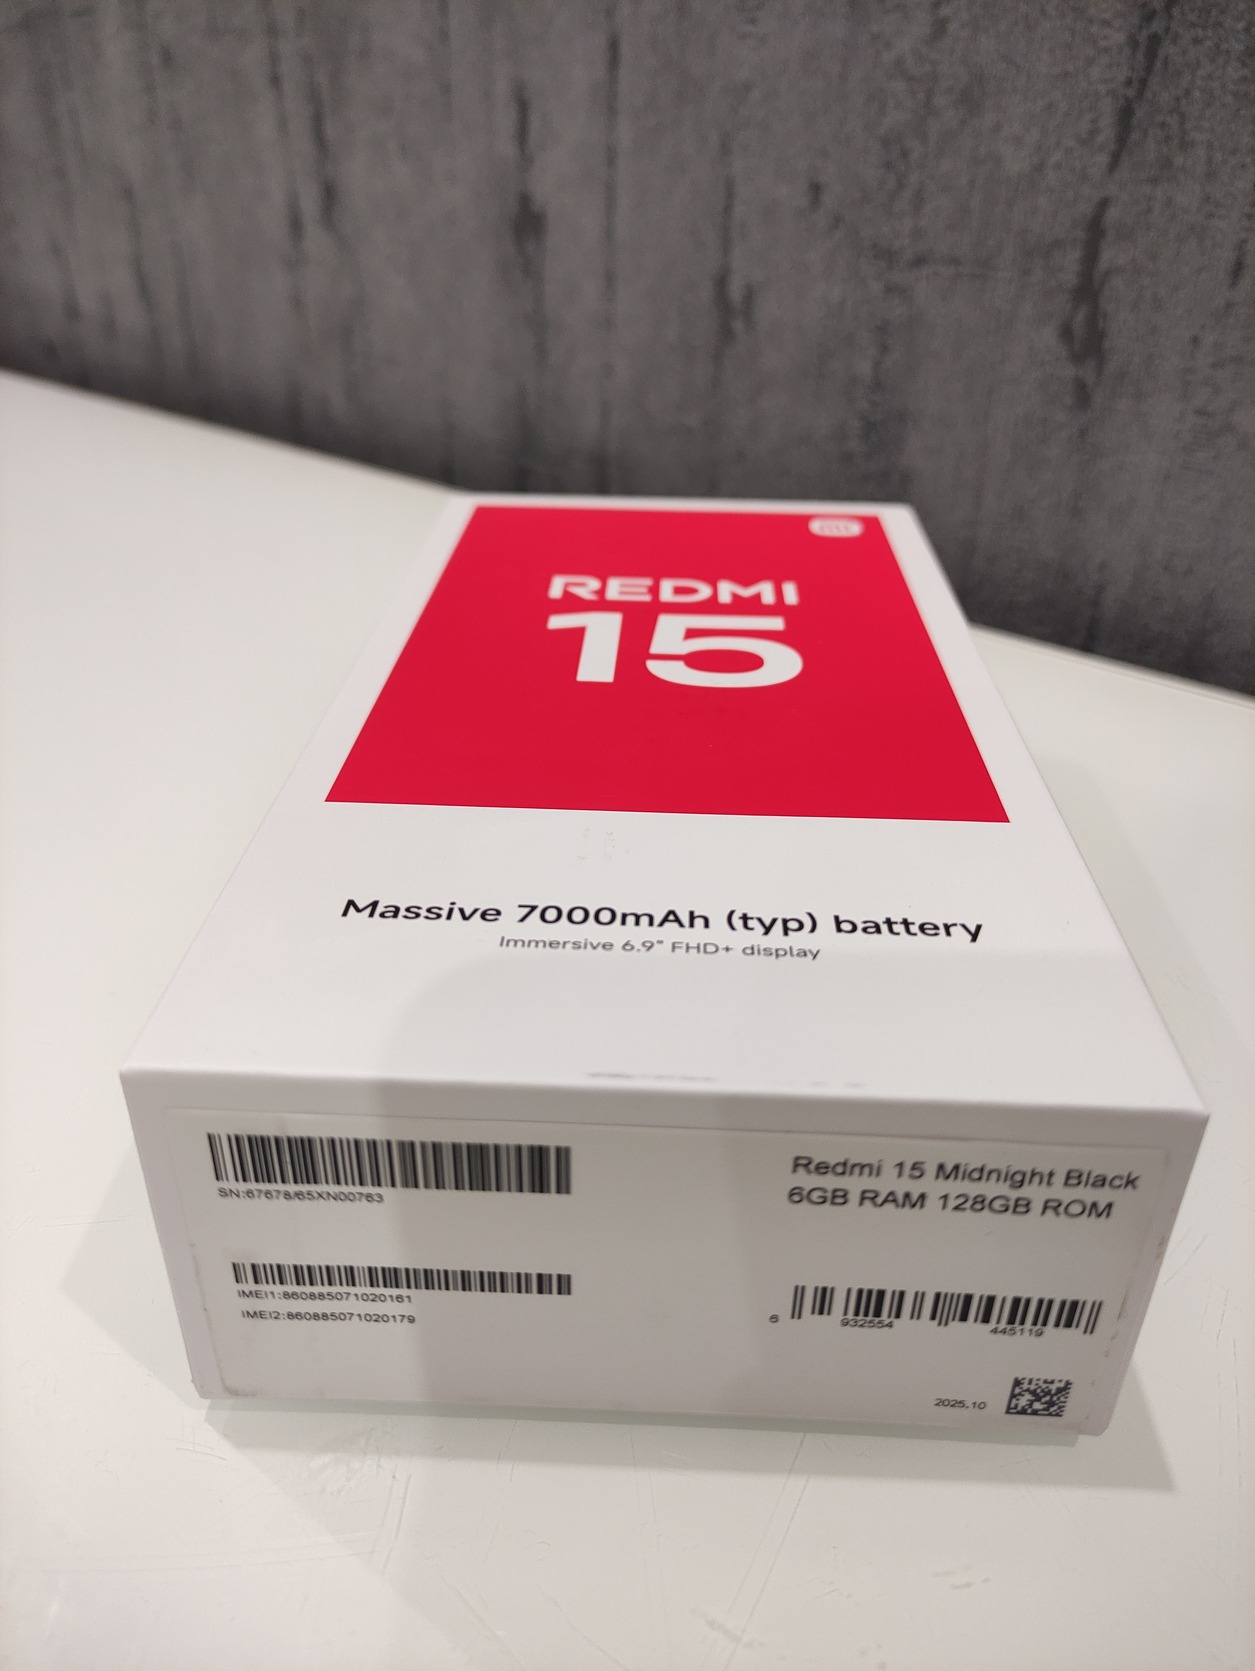 REDMI
15
Massive 7000mAh (typ) battery
Immersive 6.9" FHD+ display
SN:67678/65XN00763
Redmi 15 Midnight Black
6GB RAM 128GB ROM
IMEI1:860885071020161
IMEI2:860885071020179
6 932554 445119
2025.10